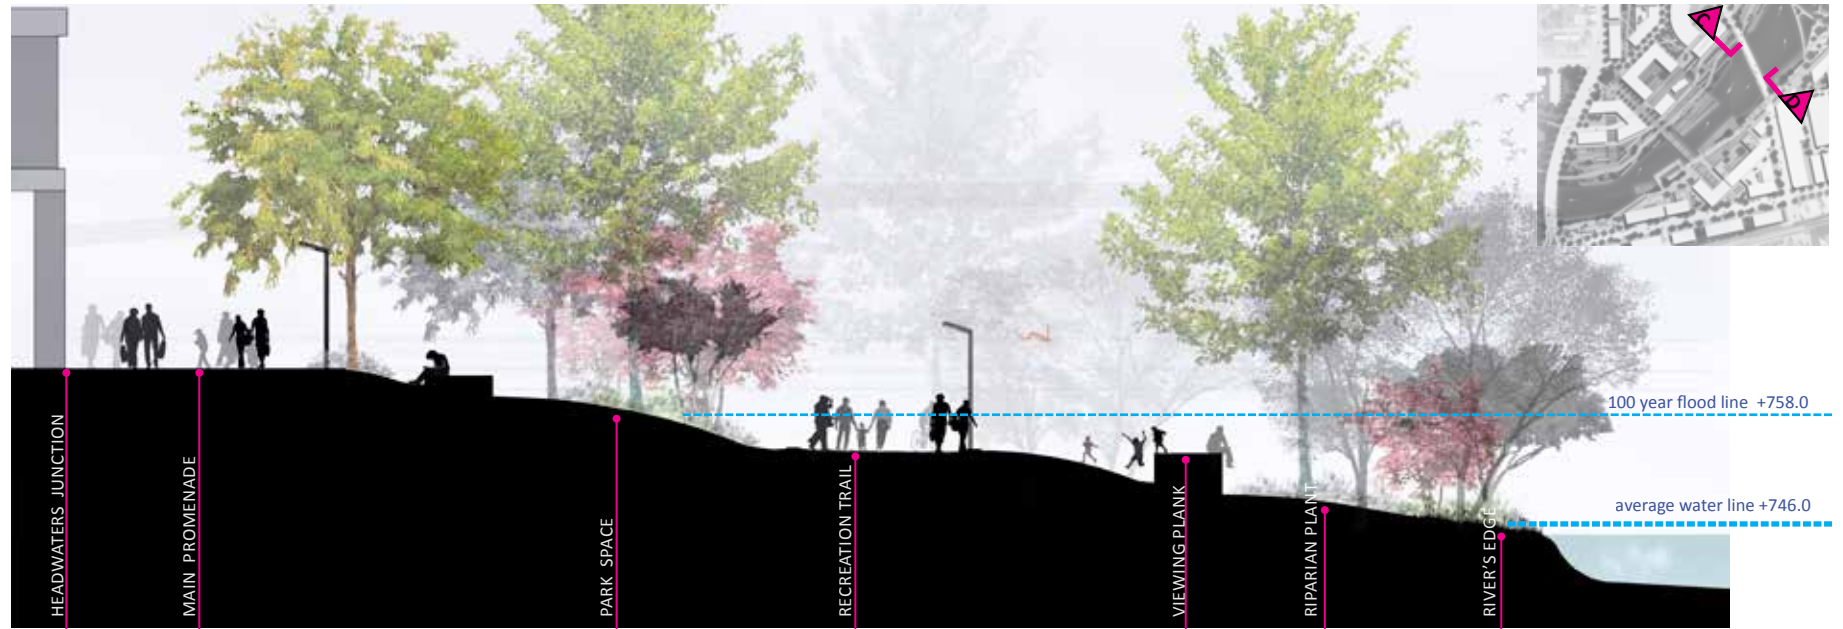 C
D
100 year flood line +758.0
average water line +746.0
HEADWATERS JUNCTION
MAIN PROMENADE
PARK SPACE
RECREATION TRAIL
VIEWING PLANK
RIPARIAN PLANT
RIVER'S EDGE